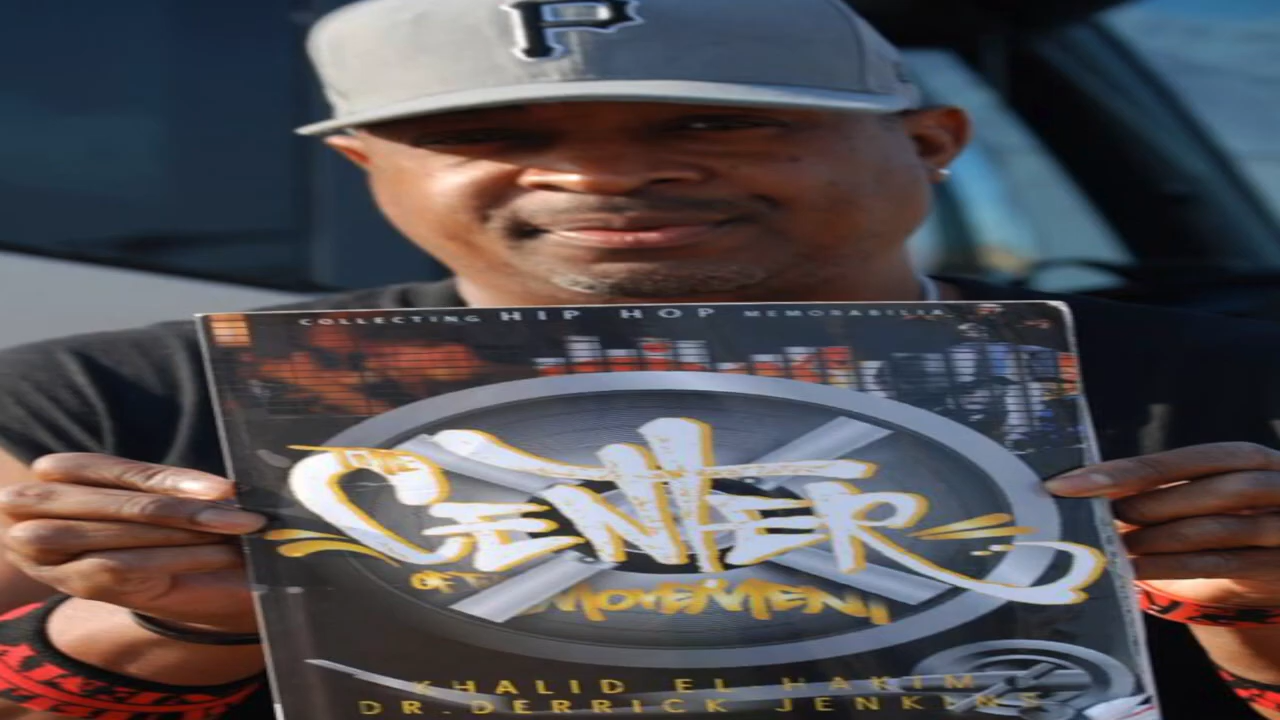 P
COLLECTING HIP HOP MEMORABILIA
THE
CENTER
OF THE
MOVEMENT
KHALID EL HAKIM
DR. DERRICK JENKINS